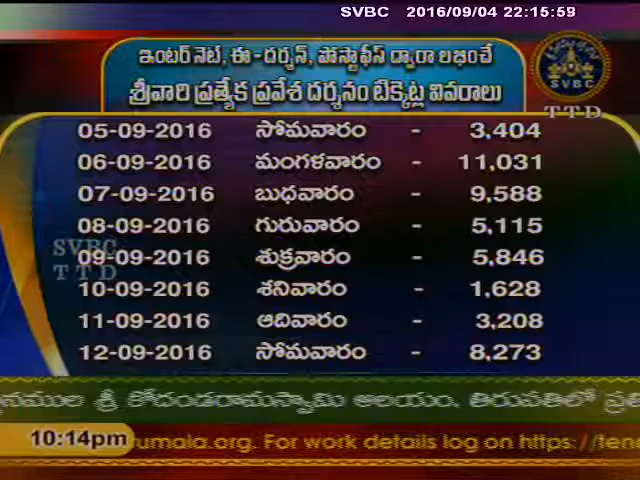 SVBC 2016/09/04 22:15:59
ఇంటర్ నెట్, ఈ - దర్శన్, పోస్టాఫీస్ ద్వారా లభించే
శ్రీవారి ప్రత్యేక ప్రవేశ దర్శనం టిక్కెట్ల వివరాలు
SVBC
TTD
05-09-2016 సోమవారం - 3,404
06-09-2016 మంగళవారం - 11,031
07-09-2016 బుధవారం - 9,588
08-09-2016 గురువారం - 5,115
SVBC
09-09-2016 శుక్రవారం - 5,846
TTD
10-09-2016 శనివారం - 1,628
11-09-2016 ఆదివారం - 3,208
12-09-2016 సోమవారం - 8,273
శ్రీ కోదండరామస్వామి ఆలయం, తిరుపతిలో
10:14pm umala.org. For work details log on https://